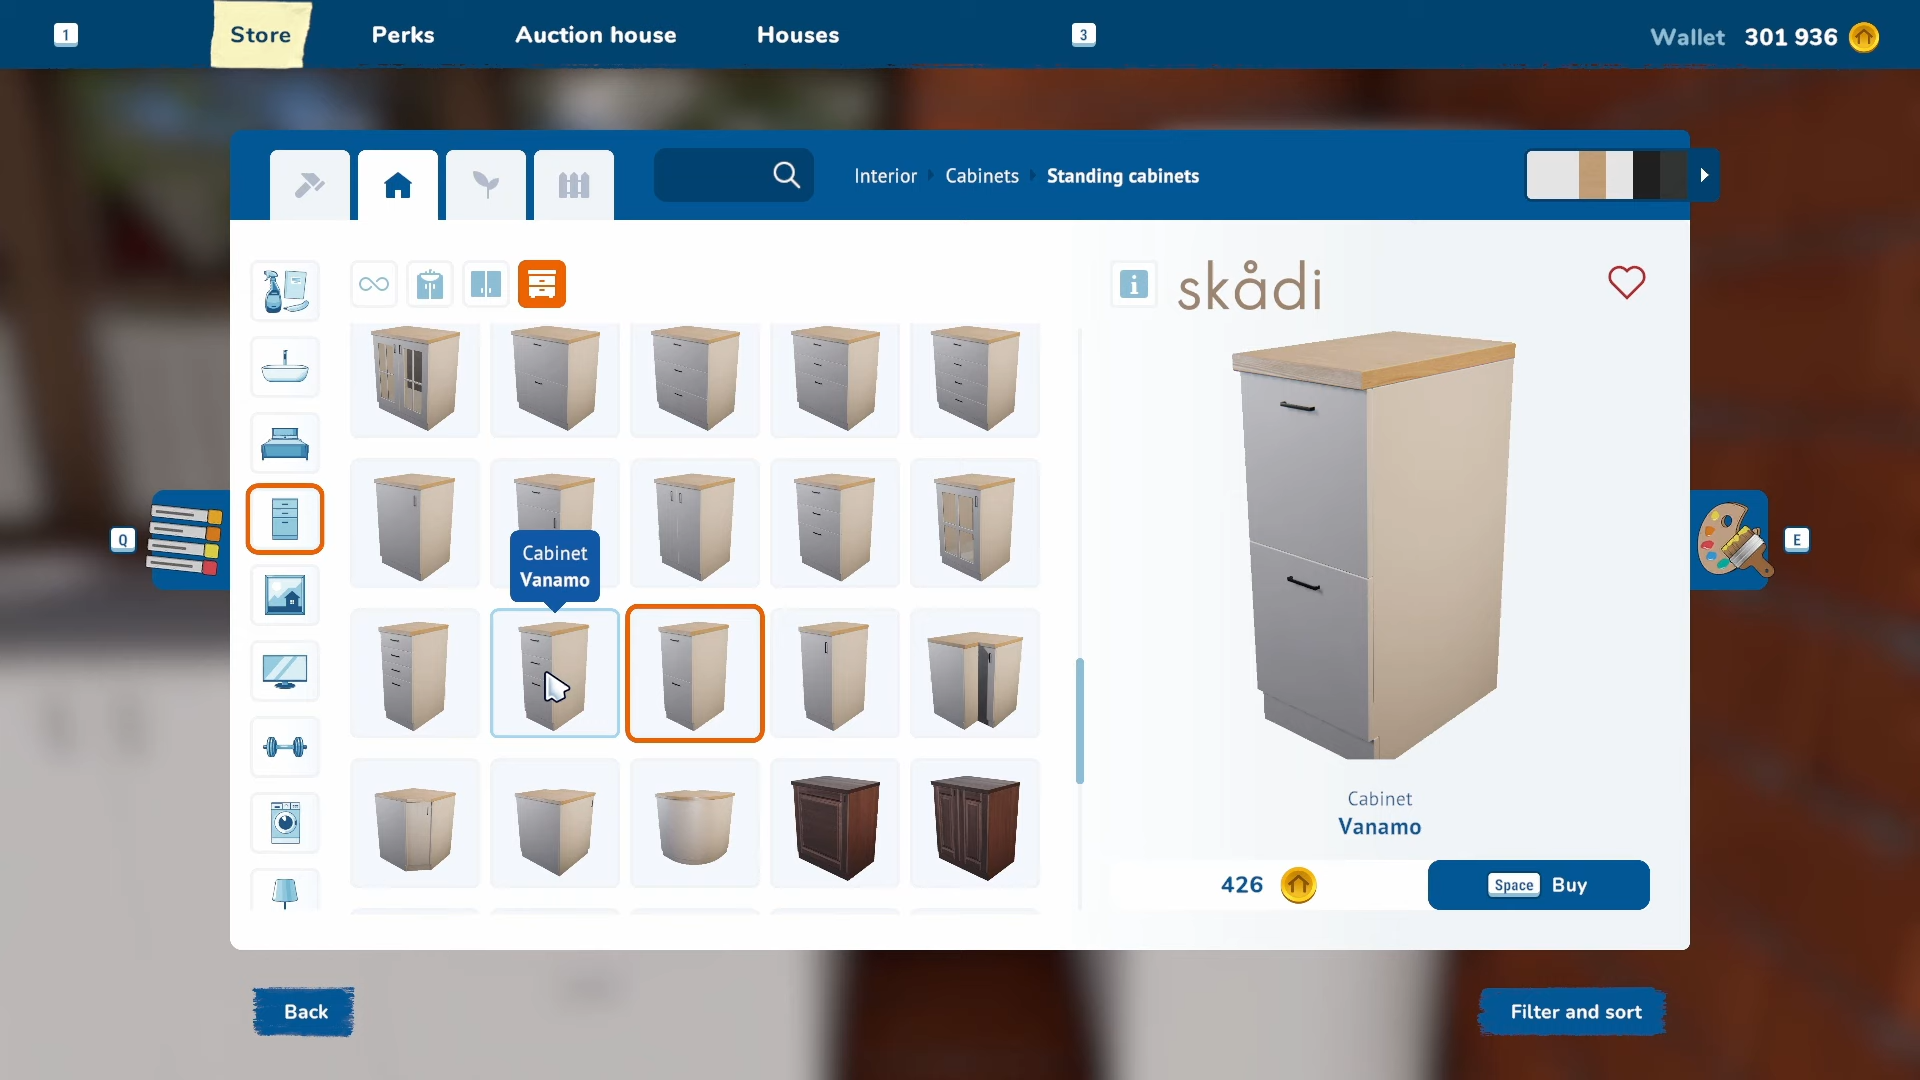 1
Store
Perks
Auction house
Houses
3
Wallet 301 936
Interior
Cabinets
Standing cabinets
i
skådi
Q
Cabinet
Vanamo
E
Cabinet
Vanamo
426
Space
Buy
Back
Filter and sort